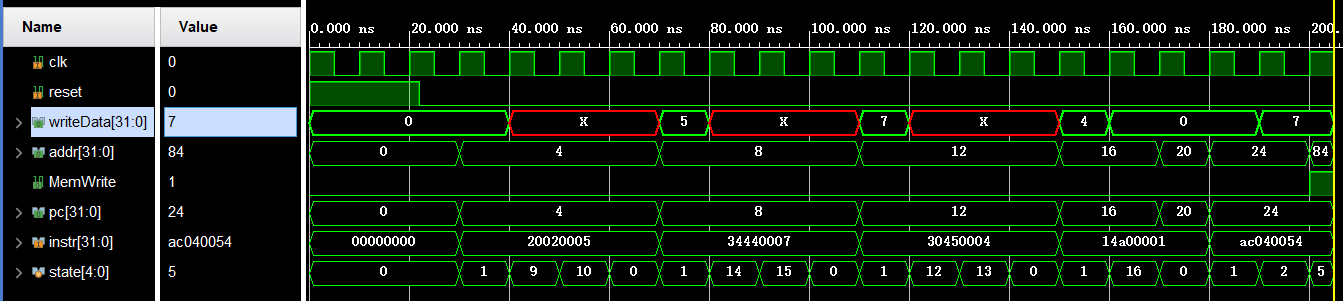 Name Value 0.000 ns 20.000 ns 40.000 ns 60.000 ns 80.000 ns 100.000 ns 120.000 ns 140.000 ns 160.000 ns 180.000 ns 200.
clk 0
reset 0
writeData[31:0] 7 0 X 5 X 7 X 4 0 7
addr[31:0] 84 0 4 8 12 16 20 24 84
MemWrite 1
pc[31:0] 24 0 4 8 12 16 20 24
instr[31:0] ac040054 00000000 20020005 34440007 30450004 14a00001 ac040054
state[4:0] 5 0 1 9 10 0 1 14 15 0 1 12 13 0 1 16 0 1 2 5